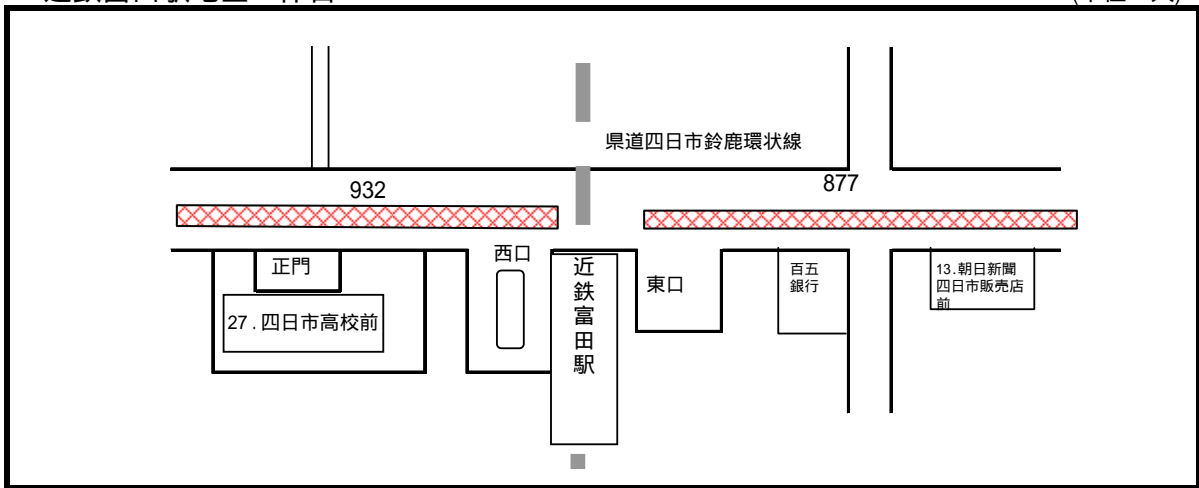 県道四日市鈴鹿環状線
932
877
正門
西口
近鉄富田駅
東口
百五
銀行
13.朝日新聞
四日市販売店
前
27.四日市高校前